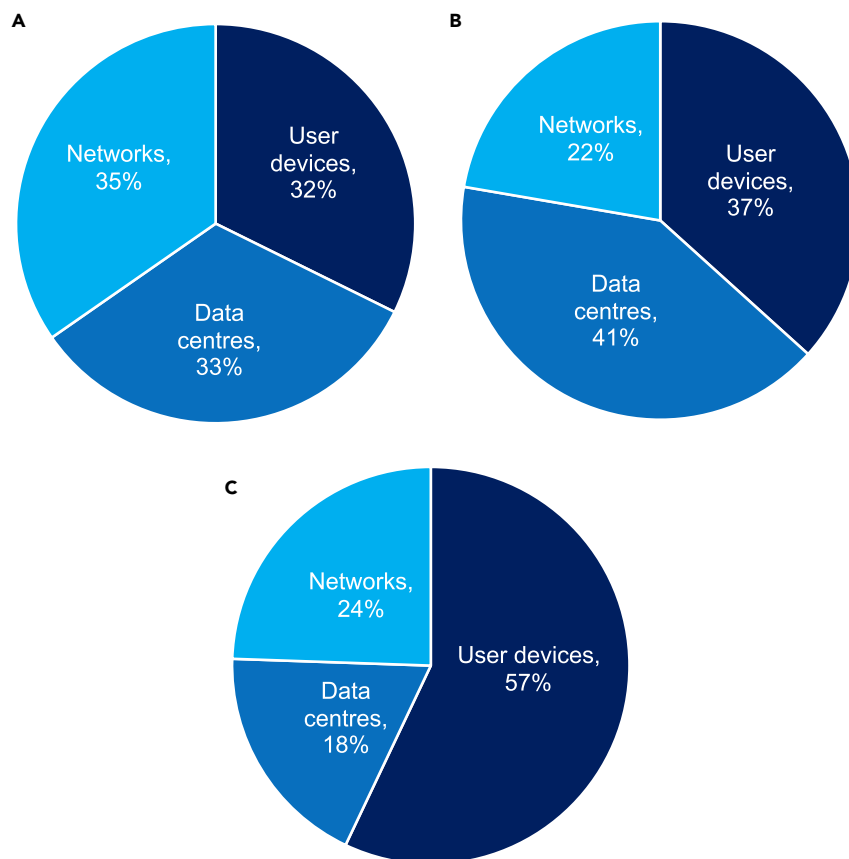 A
Networks,
35%
User
devices,
32%
Data
centres,
33%
B
Networks,
22%
User
devices,
37%
Data
centres,
41%
C
Networks,
24%
User devices,
57%
Data
centres,
18%